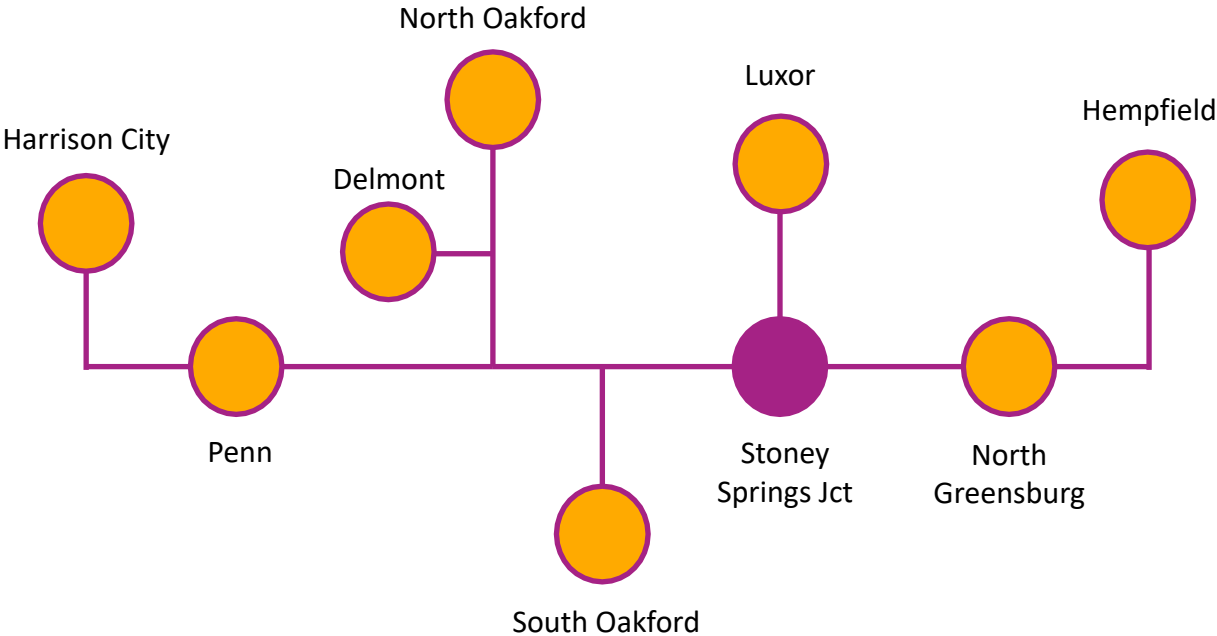 North Oakford
Luxor
Hempfield
Harrison City
Delmont
Penn
Stoney
Springs Jct
North
Greensburg
South Oakford